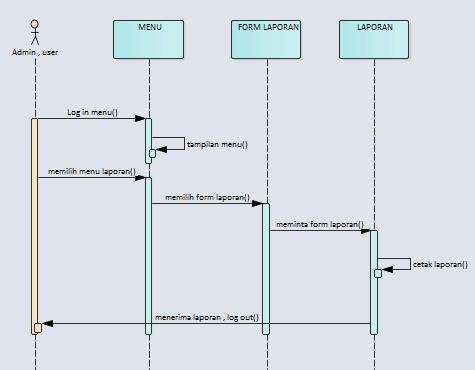 MENU
FORM LAPORAN
LAPORAN
Admin , user
Log in menu()
tampilan menu()
memilih menu laporan()
memilih form laporan()
meminta form laporan()
cetak laporan()
menerima laporan , log out()